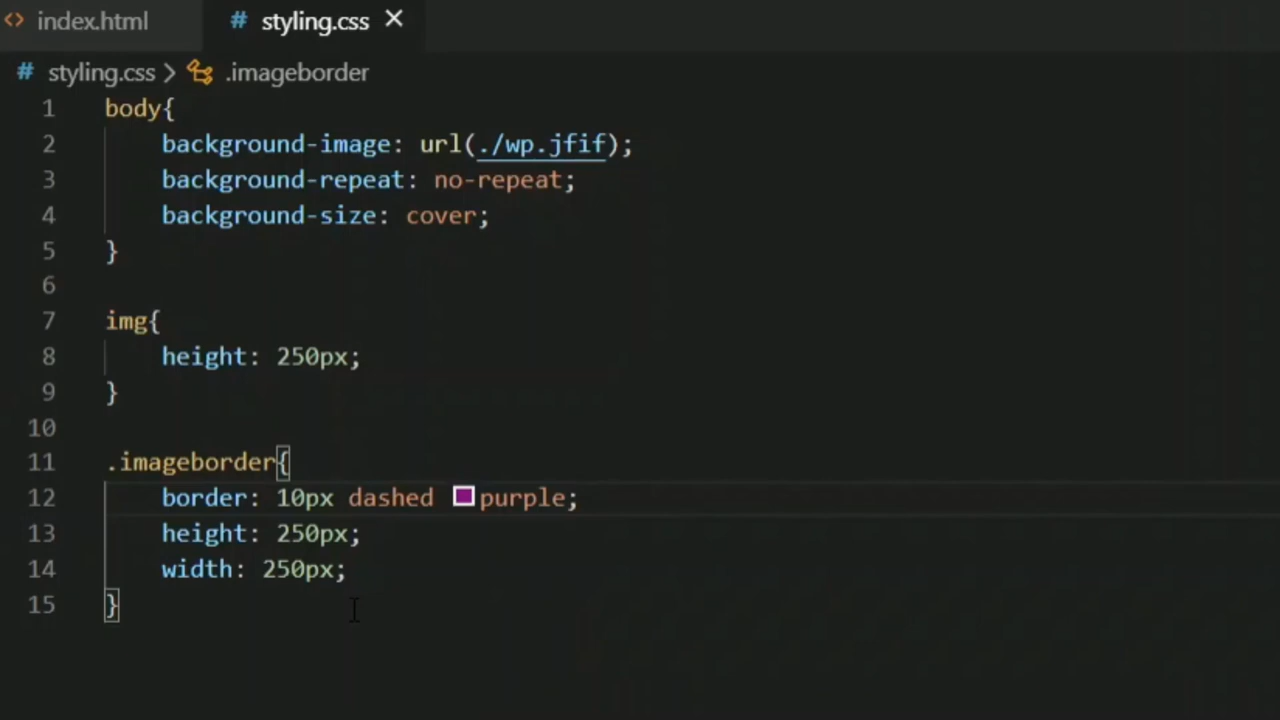 index.html styling.css
styling.css > .imageborder
1 body{
2 background-image: url(./wp.jfif);
3 background-repeat: no-repeat;
4 background-size: cover;
5 }
6
7 img{
8 height: 250px;
9 }
10
11 .imageborder{
12 border: 10px dashed purple;
13 height: 250px;
14 width: 250px;
15 }